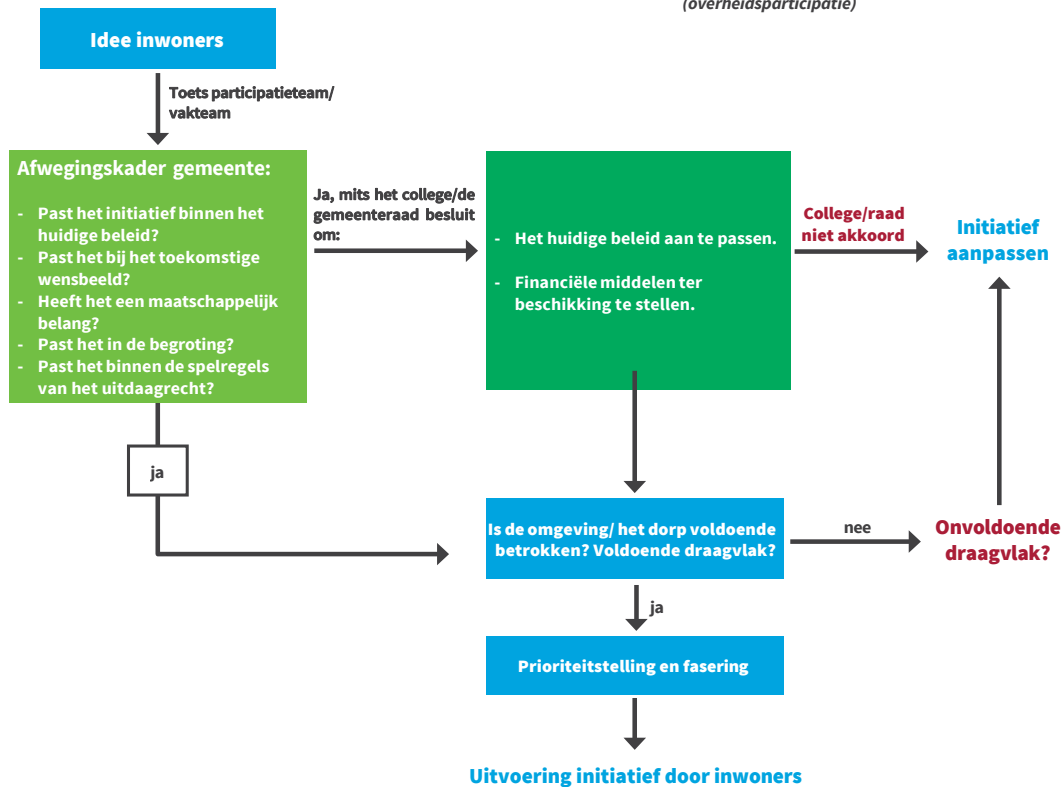 (overheidsparticipatie)
Idee inwoners
Toets participatieteam/
vakteam
Afwegingskader gemeente:
- Past het initiatief binnen het
huidige beleid?
- Past het bij het toekomstige
wensbeeld?
- Heeft het een maatschappelijk
belang?
- Past het in de begroting?
- Past het binnen de spelregels
van het uitdaagrecht?
Ja, mits het college/de
gemeenteraad besluit
om:
- Het huidige beleid aan te passen.
- Financiële middelen ter
beschikking te stellen.
College/raad
niet akkoord
Initiatief
aanpassen
ja
Is de omgeving/ het dorp voldoende
betrokken? Voldoende draagvlak?
nee
Onvoldoende
draagvlak?
ja
Prioriteitstelling en fasering
Uitvoering initiatief door inwoners